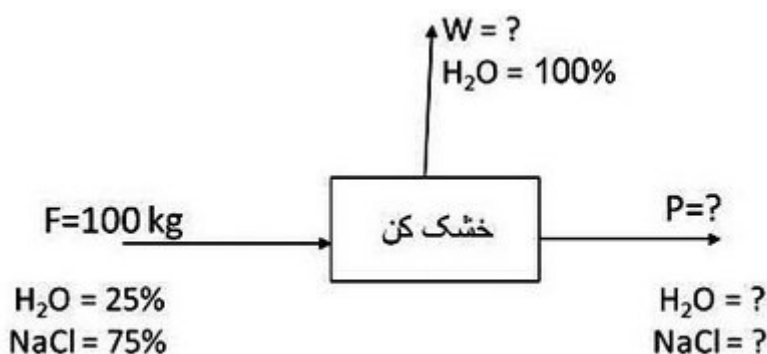 W = ?
H₂O = 100%
F=100 kg
خشک کن
P=?
H₂O = 25%
NaCl = 75%
H₂O = ?
NaCl = ?